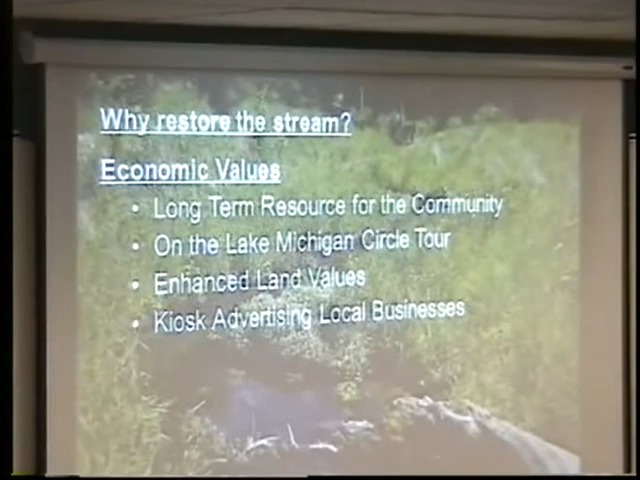 Why restore the stream?
Economic Values
• Long Term Resource for the Community
• On the Lake Michigan Circle Tour
• Enhanced Land Values
• Kiosk Advertising Local Businesses